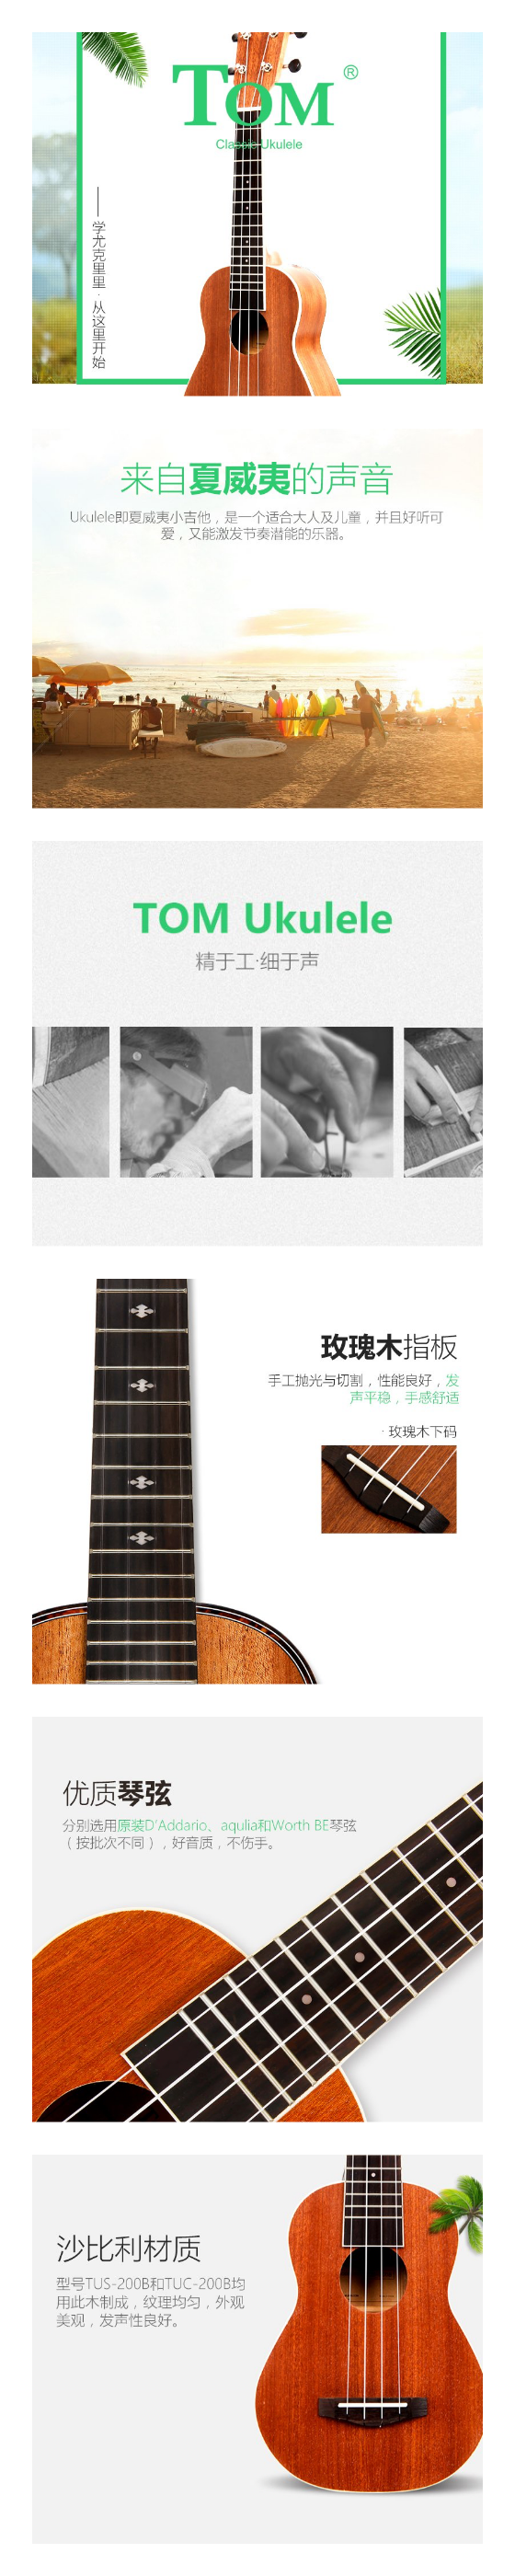 TOM®
Classic Ukulele
学尤克里里·从这里开始
来自夏威夷的声音
Ukulele即夏威夷小吉他，是一个适合大人及儿童，并且好听可
爱，又能激发节奏潜能的乐器。
TOM Ukulele
精于工·细于声
玫瑰木指板
手工抛光与切割，性能良好，发
声平稳，手感舒适
·玫瑰木下码
优质琴弦
分别选用原装D'Addario、aqulia和Worth BE琴弦
（按批次不同），好音质，不伤手。
沙比利材质
型号TUS-200B和TUC-200B均
用此木制成，纹理均匀，外观
美观，发声性良好。